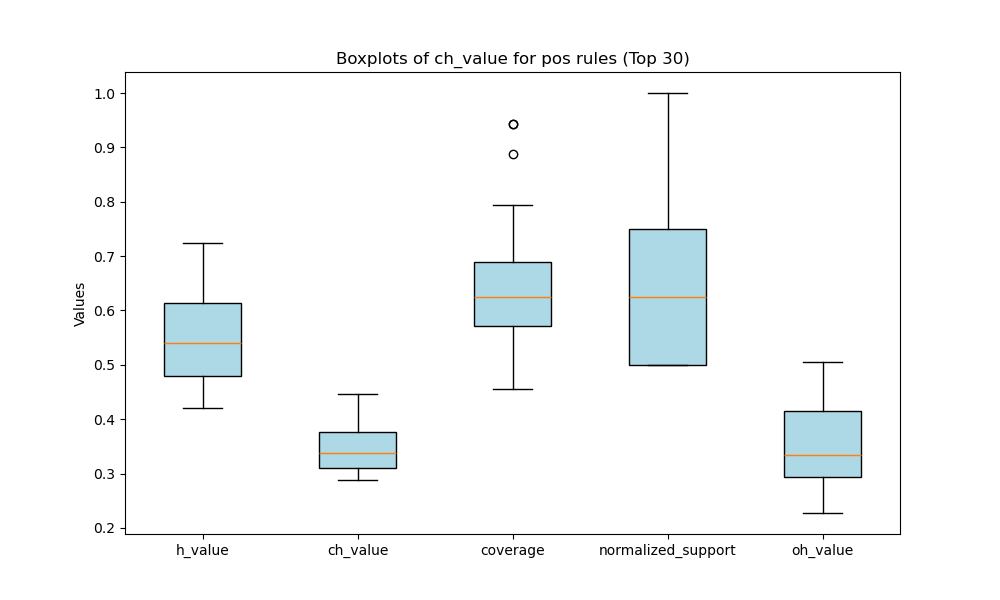 Boxplots of ch_value for pos rules (Top 30)
Values
1.0
0.9
0.8
0.7
0.6
0.5
0.4
0.3
0.2
h_value
ch_value
coverage
normalized_support
oh_value